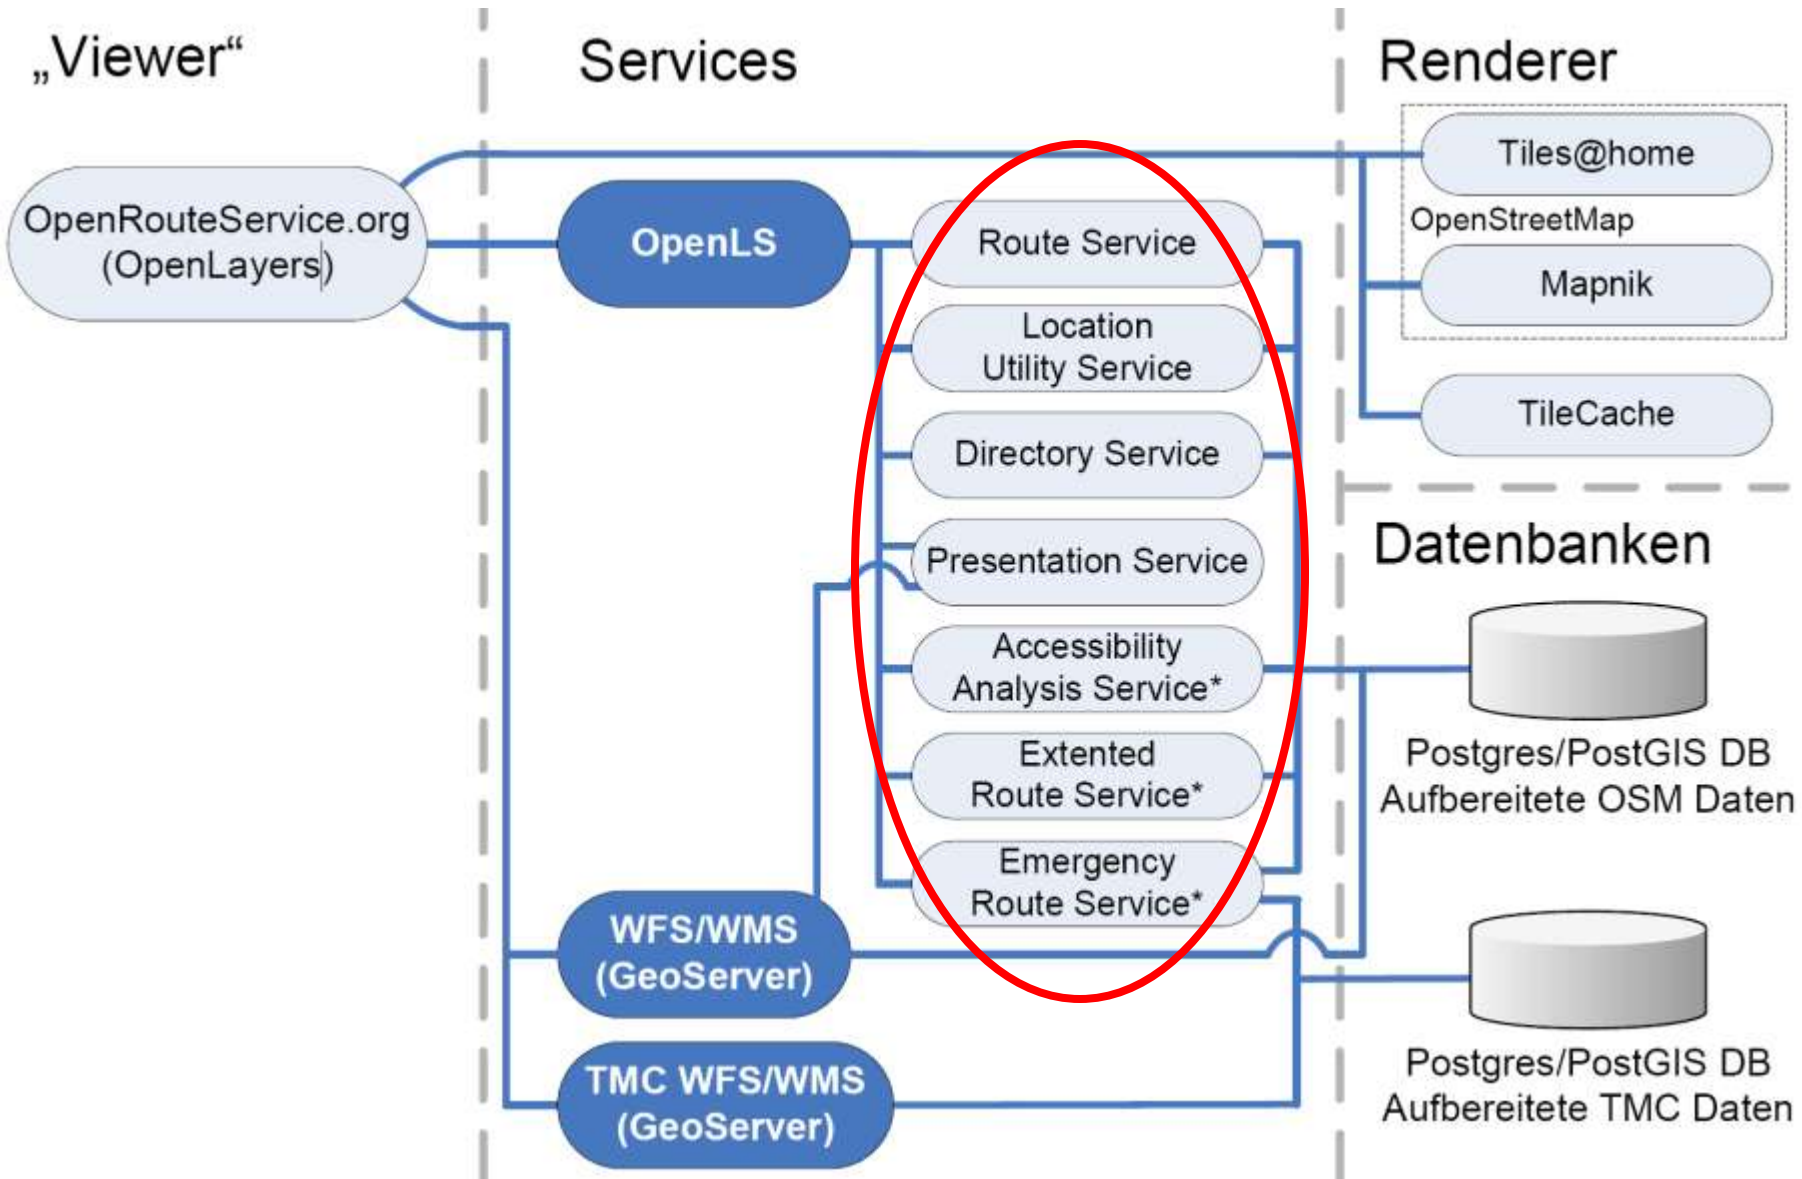 „Viewer“
Services
Renderer
OpenRouteService.org
(OpenLayers)
OpenLS
Route Service
Location
Utility Service
Directory Service
Presentation Service
Accessibility
Analysis Service*
Extented
Route Service*
Emergency
Route Service*
WFS/WMS
(GeoServer)
TMC WFS/WMS
(GeoServer)
Tiles@home
OpenStreetMap
Mapnik
TileCache
Datenbanken
Postgres/PostGIS DB
Aufbereitete OSM Daten
Postgres/PostGIS DB
Aufbereitete TMC Daten